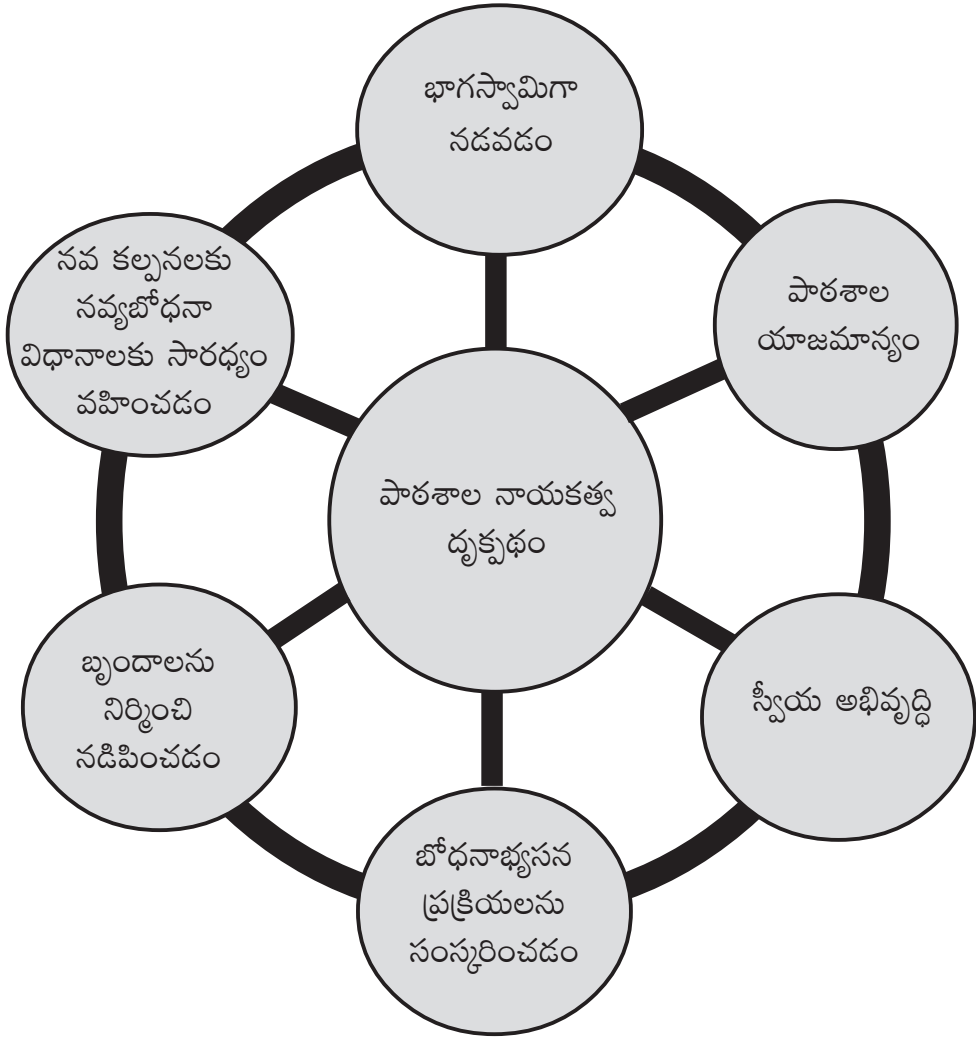 భాగస్వామిగా
నడవడం
పాఠశాల
యాజమాన్యం
స్వీయ అభివృద్ధి
బోధనాభ్యసన
ప్రక్రియలను
సంస్కరించడం
బృందాలను
నిర్మించి
నడిపించడం
నవ కల్పనలకు
నవ్యబోధనా
విధానాలకు సారధ్యం
వహించడం
పాఠశాల నాయకత్వ
దృక్పథం